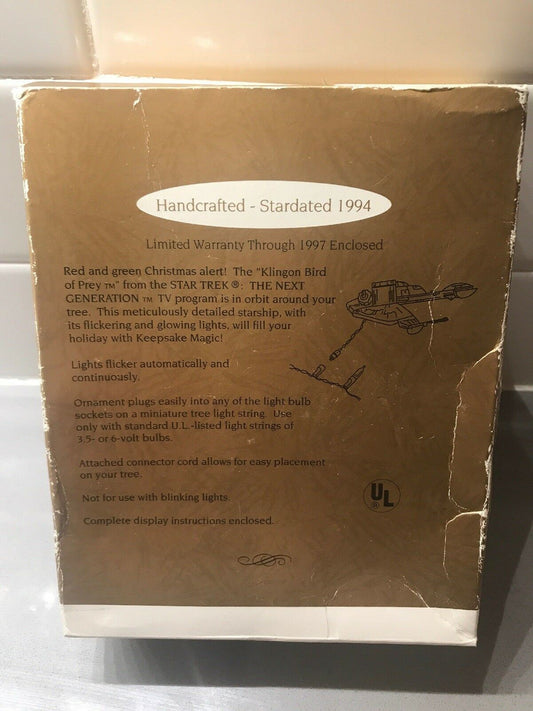 Handcrafted - Stardated 1994
Limited Warranty Through 1997 Enclosed
Red and green Christmas alert! The "Klingon Bird
of Prey ™" from the STAR TREK ®: THE NEXT
GENERATION ™ TV program is in orbit around your
tree. This meticulously detailed starship, with
its flickering and glowing lights, will fill your
holiday with Keepsake Magic!
Lights flicker automatically and
continuously.
Ornament plugs easily into any of the light bulb
sockets on a miniature tree light string. Use
only with standard U.L.-listed light strings of
3.5- or 6-volt bulbs.
Attached connector cord allows for easy placement
on your tree.
Not for use with blinking lights.
Complete display instructions enclosed.
UL
®